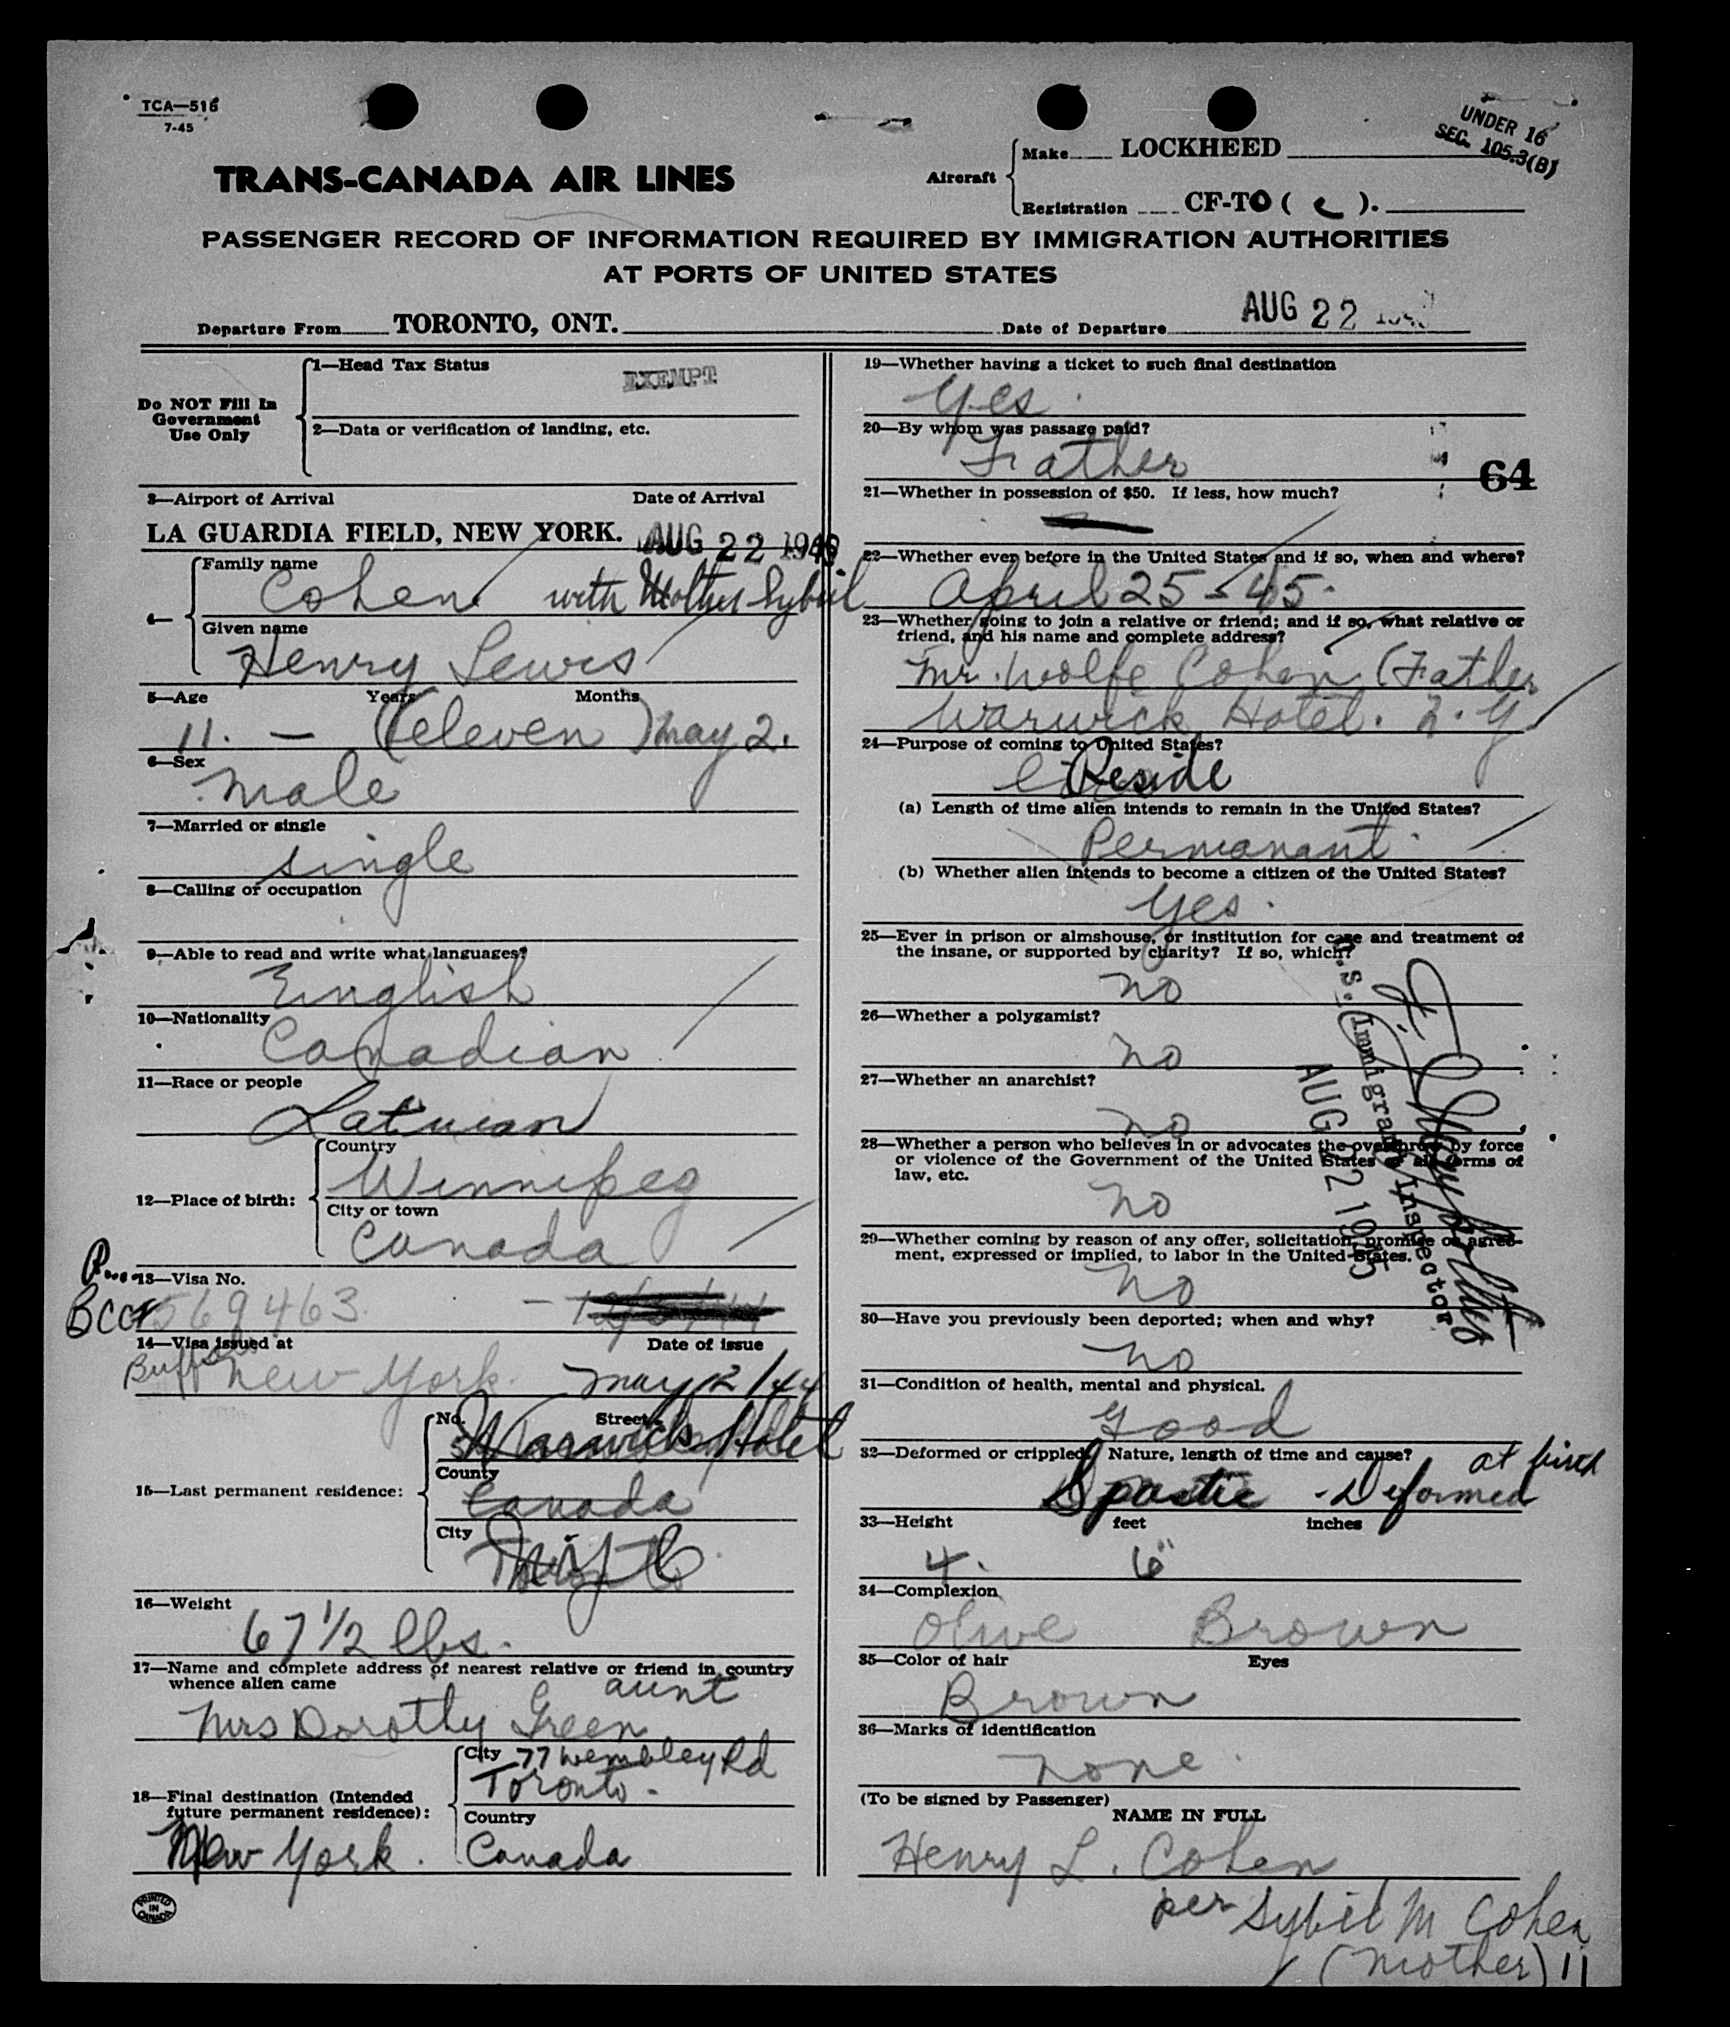 TCA—516
7-45
UNDER 16
SEC. 105.3(B)
TRANS-CANADA AIR LINES
Aircraft
Make LOCKHEED
Registration CF-TO ( c ).
PASSENGER RECORD OF INFORMATION REQUIRED BY IMMIGRATION AUTHORITIES
AT PORTS OF UNITED STATES
Departure From TORONTO, ONT. Date of Departure AUG 22
Do NOT Fill In
Government
Use Only
1—Head Tax Status
EXEMPT
2—Data or verification of landing, etc.
3—Airport of Arrival Date of Arrival
LA GUARDIA FIELD, NEW YORK. AUG 22 1945
4—
Family name
Cohen with Mother Sybil
Given name
Henry Lewis
5—Age Years Months
11. — (eleven) May 2.
6—Sex
male
7—Married or single
single
8—Calling or occupation
9—Able to read and write what languages?
English
10—Nationality
Canadian
11—Race or people
Latvian
12—Place of birth:
Country
Winnipeg
City or town
Canada
13—Visa No.
569463
14—Visa issued at Date of issue
New York. May 12/44
15—Last permanent residence:
No. Street
Warwick Hotel
County
Canada
City
N.Y.C
16—Weight
67 1/2 lbs.
17—Name and complete address of nearest relative or friend in country
whence alien came
aunt
Mrs Dorothy Green
18—Final destination (Intended
future permanent residence):
New York.
City 77 Wembley Rd
Toronto.
Country
Canada
PRINTED
IN
CANADA
19—Whether having a ticket to such final destination
Yes.
20—By whom was passage paid?
Father
64
21—Whether in possession of $50. If less, how much?
—
22—Whether ever before in the United States and if so, when and where?
April 25 - 45.
23—Whether going to join a relative or friend; and if so, what relative or
friend, and his name and complete address?
Mr. Wolfe Cohen (Father
Warwick Hotel. N.Y
24—Purpose of coming to United States?
Reside
(a) Length of time alien intends to remain in the United States?
Permanant.
(b) Whether alien intends to become a citizen of the United States?
Yes.
25—Ever in prison or almshouse, or institution for care and treatment of
the insane, or supported by charity? If so, which?
no
26—Whether a polygamist?
no
27—Whether an anarchist?
no
28—Whether a person who believes in or advocates the overthrow by force
or violence of the Government of the United States or all forms of
law, etc.
no
29—Whether coming by reason of any offer, solicitation, promise or agree-
ment, expressed or implied, to labor in the United States.
no
U.S. Immigrant Inspector
AUG 22 1945
30—Have you previously been deported; when and why?
no
31—Condition of health, mental and physical.
Good
32—Deformed or crippled. Nature, length of time and cause?
at birth
Spastic - Deformed
33—Height feet inches
4. 6"
34—Complexion
Olive Brown
35—Color of hair Eyes
Brown
36—Marks of identification
none.
(To be signed by Passenger)
NAME IN FULL
Henry L. Cohen
per Sybil M Cohen
(Mother) 11